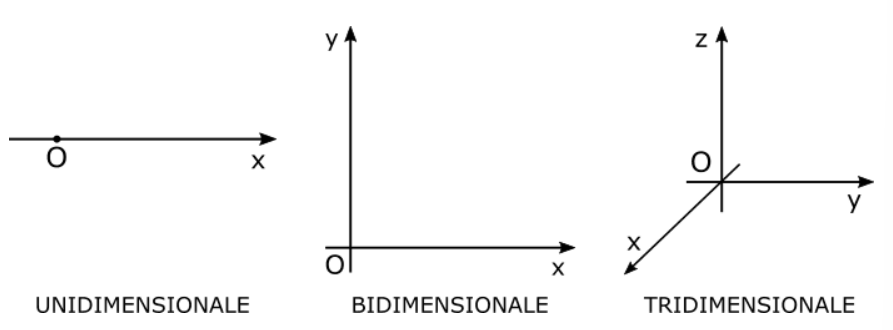 O
x
UNIDIMENSIONALE
y
O
x
BIDIMENSIONALE
z
O
y
x
TRIDIMENSIONALE